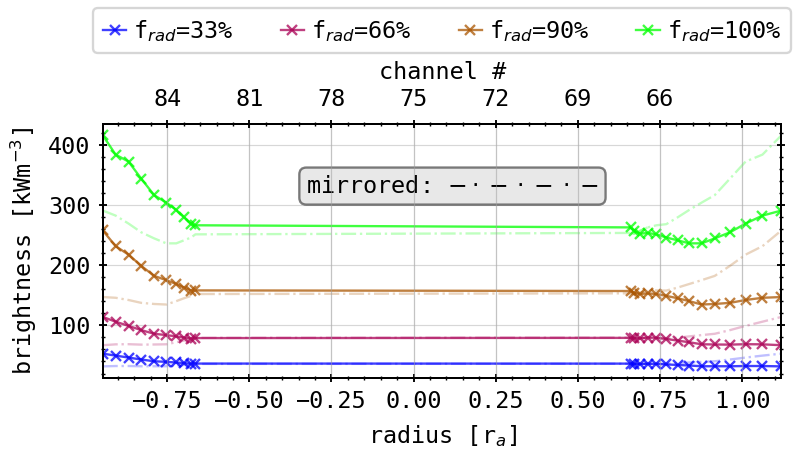 f_rad=33% f_rad=66% f_rad=90% f_rad=100%
channel #
84 81 78 75 72 69 66
brightness [kWm⁻³]
400
300
200
100
mirrored: — · — · — · —
−0.75 −0.50 −0.25 0.00 0.25 0.50 0.75 1.00
radius [r_a]